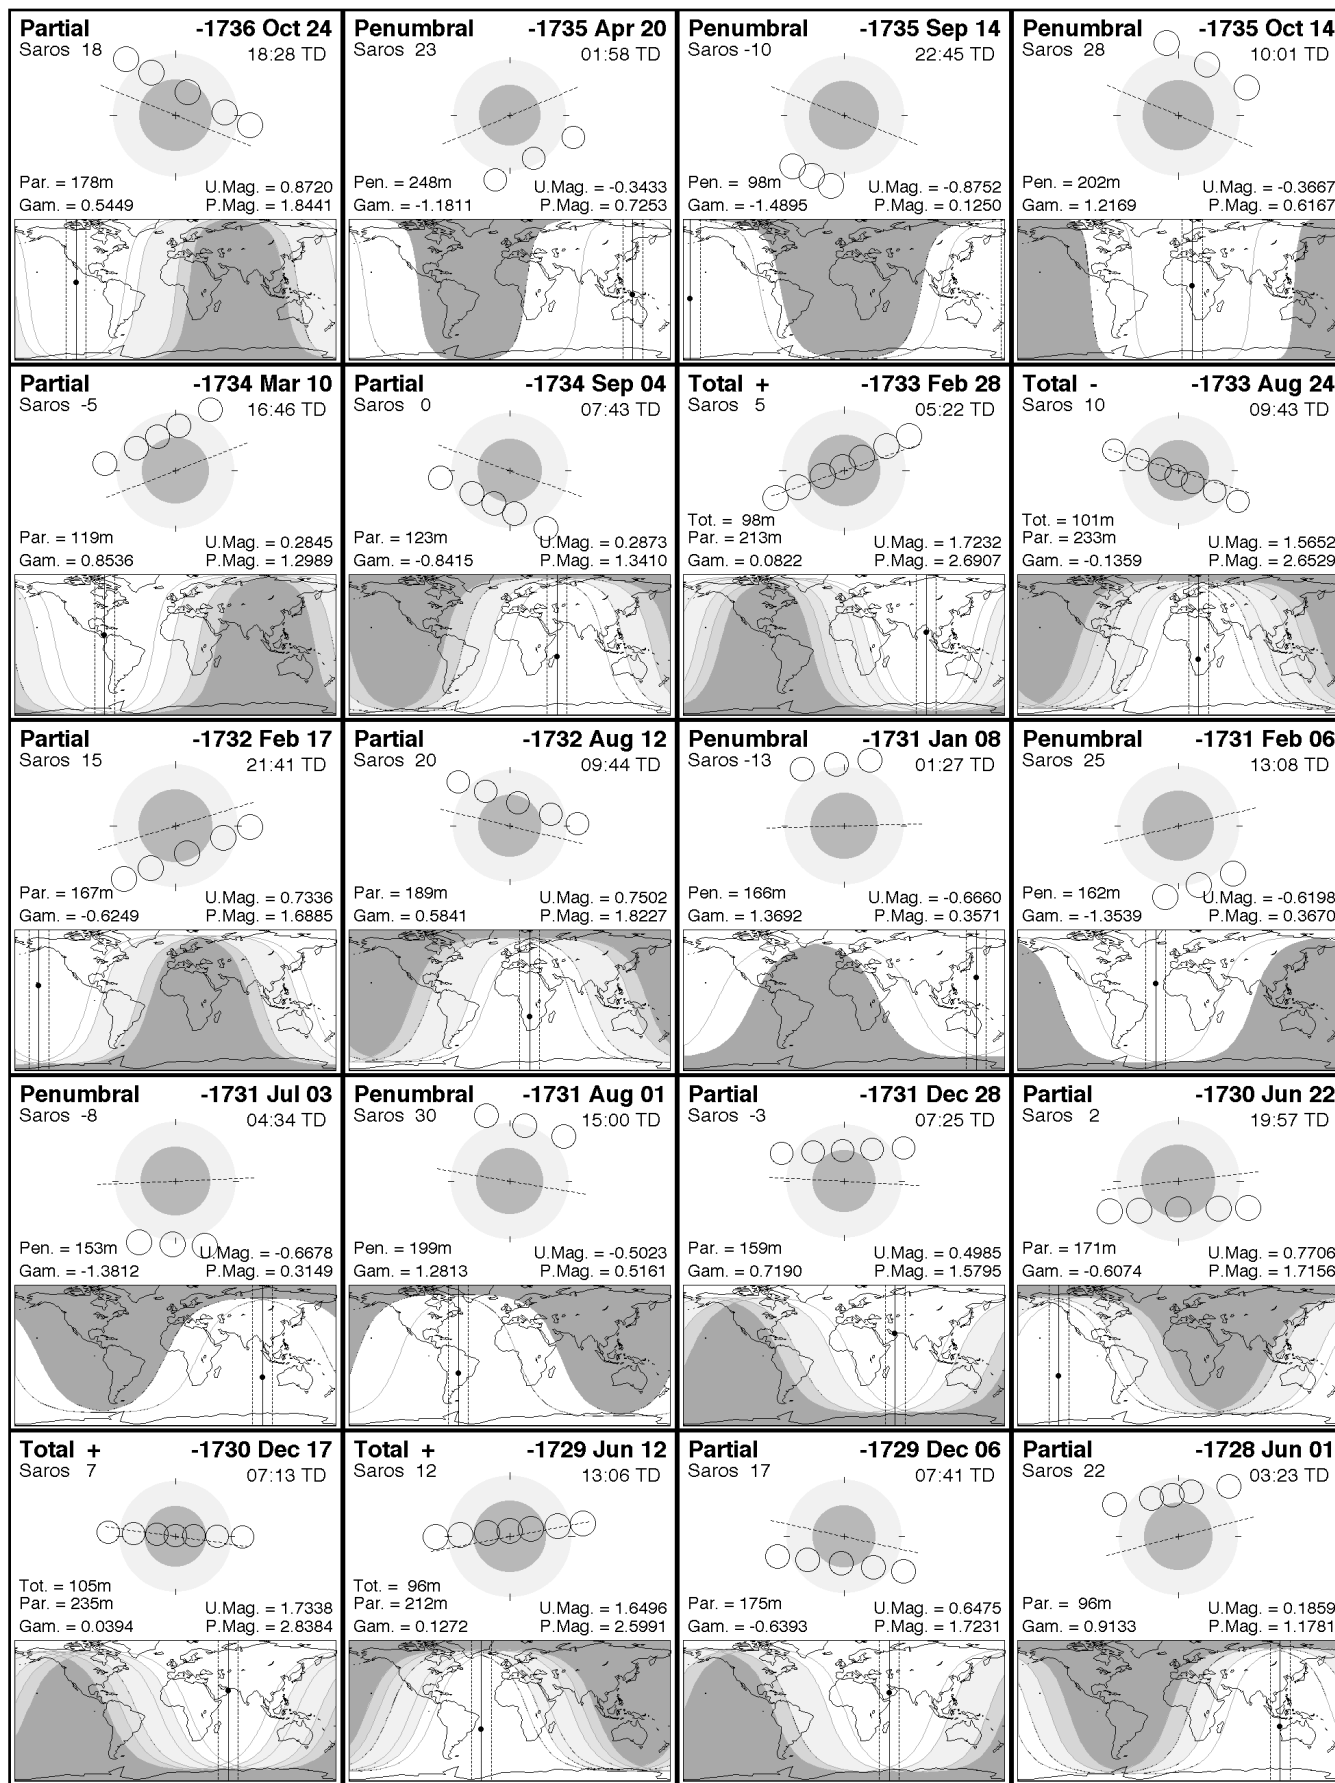 Partial -1736 Oct 24
Saros 18 18:28 TD
Par. = 178m U.Mag. = 0.8720
Gam. = 0.5449 P.Mag. = 1.8441
Penumbral -1735 Apr 20
Saros 23 01:58 TD
Pen. = 248m U.Mag. = -0.3433
Gam. = -1.1811 P.Mag. = 0.7253
Penumbral -1735 Sep 14
Saros -10 22:45 TD
Pen. = 98m U.Mag. = -0.8752
Gam. = -1.4895 P.Mag. = 0.1250
Penumbral -1735 Oct 14
Saros 28 10:01 TD
Pen. = 202m U.Mag. = -0.3667
Gam. = 1.2169 P.Mag. = 0.6167
Partial -1734 Mar 10
Saros -5 16:46 TD
Par. = 119m U.Mag. = 0.2845
Gam. = 0.8536 P.Mag. = 1.2989
Partial -1734 Sep 04
Saros 0 07:43 TD
Par. = 123m U.Mag. = 0.2873
Gam. = -0.8415 P.Mag. = 1.3410
Total + -1733 Feb 28
Saros 5 05:22 TD
Tot. = 98m
Par. = 213m U.Mag. = 1.7232
Gam. = 0.0822 P.Mag. = 2.6907
Total - -1733 Aug 24
Saros 10 09:43 TD
Tot. = 101m
Par. = 233m U.Mag. = 1.5652
Gam. = -0.1359 P.Mag. = 2.6529
Partial -1732 Feb 17
Saros 15 21:41 TD
Par. = 167m U.Mag. = 0.7336
Gam. = -0.6249 P.Mag. = 1.6885
Partial -1732 Aug 12
Saros 20 09:44 TD
Par. = 189m U.Mag. = 0.7502
Gam. = 0.5841 P.Mag. = 1.8227
Penumbral -1731 Jan 08
Saros -13 01:27 TD
Pen. = 166m U.Mag. = -0.6660
Gam. = 1.3692 P.Mag. = 0.3571
Penumbral -1731 Feb 06
Saros 25 13:08 TD
Pen. = 162m U.Mag. = -0.6198
Gam. = -1.3539 P.Mag. = 0.3670
Penumbral -1731 Jul 03
Saros -8 04:34 TD
Pen. = 153m U.Mag. = -0.6678
Gam. = -1.3812 P.Mag. = 0.3149
Penumbral -1731 Aug 01
Saros 30 15:00 TD
Pen. = 199m U.Mag. = -0.5023
Gam. = 1.2813 P.Mag. = 0.5161
Partial -1731 Dec 28
Saros -3 07:25 TD
Par. = 159m U.Mag. = 0.4985
Gam. = 0.7190 P.Mag. = 1.5795
Partial -1730 Jun 22
Saros 2 19:57 TD
Par. = 171m U.Mag. = 0.7706
Gam. = -0.6074 P.Mag. = 1.7156
Total + -1730 Dec 17
Saros 7 07:13 TD
Tot. = 105m
Par. = 235m U.Mag. = 1.7338
Gam. = 0.0394 P.Mag. = 2.8384
Total + -1729 Jun 12
Saros 12 13:06 TD
Tot. = 96m
Par. = 212m U.Mag. = 1.6496
Gam. = 0.1272 P.Mag. = 2.5991
Partial -1729 Dec 06
Saros 17 07:41 TD
Par. = 175m U.Mag. = 0.6475
Gam. = -0.6393 P.Mag. = 1.7231
Partial -1728 Jun 01
Saros 22 03:23 TD
Par. = 96m U.Mag. = 0.1859
Gam. = 0.9133 P.Mag. = 1.1781